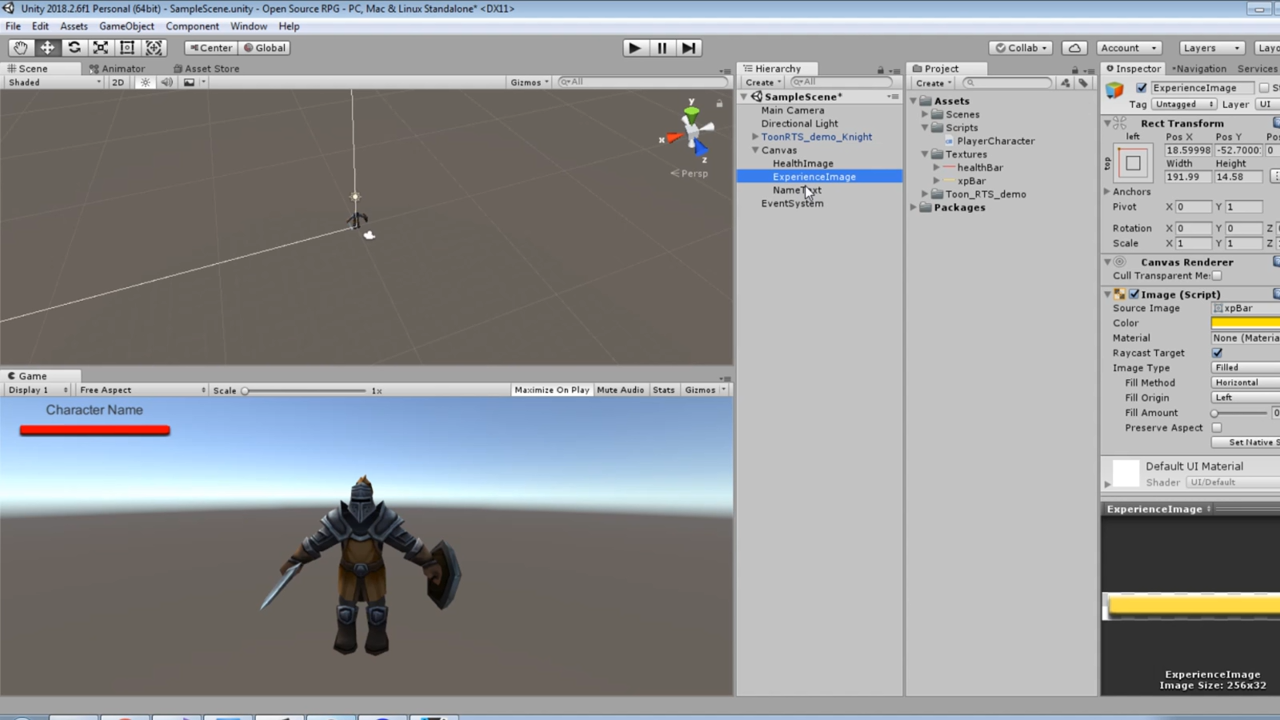 Unity 2018.2.6f1 Personal (64bit) - SampleScene.unity - Open Source RPG - PC, Mac & Linux Standalone* <DX11>
File Edit Assets GameObject Component Window Help
Center Global Collab Account Layers Layo
Scene Animator Asset Store
Shaded 2D Gizmos All
y
x
z
Persp
Game
Display 1 Free Aspect Scale 1x Maximize On Play Mute Audio Stats Gizmos
Character Name
Hierarchy
Create All
SampleScene*
Main Camera
Directional Light
ToonRTS_demo_Knight
Canvas
HealthImage
ExperienceImage
NameText
EventSystem
Project
Create
Assets
Scenes
Scripts
PlayerCharacter
Textures
healthBar
xpBar
Toon_RTS_demo
Packages
Inspector Navigation Services
ExperienceImage St
Tag Untagged Layer UI
Rect Transform
left Pos X Pos Y Pos
top 18.59998 -52.7000 0
Width Height
191.99 14.58
Anchors
Pivot X 0 Y 1
Rotation X 0 Y 0 Z
Scale X 1 Y 1 Z
Canvas Renderer
Cull Transparent Me
Image (Script)
Source Image xpBar
Color
Material None (Materia
Raycast Target
Image Type Filled
Fill Method Horizontal
Fill Origin Left
Fill Amount 0
Preserve Aspect
Set Native S
Default UI Material
Shader UI/Default
ExperienceImage
ExperienceImage
Image Size: 256x32